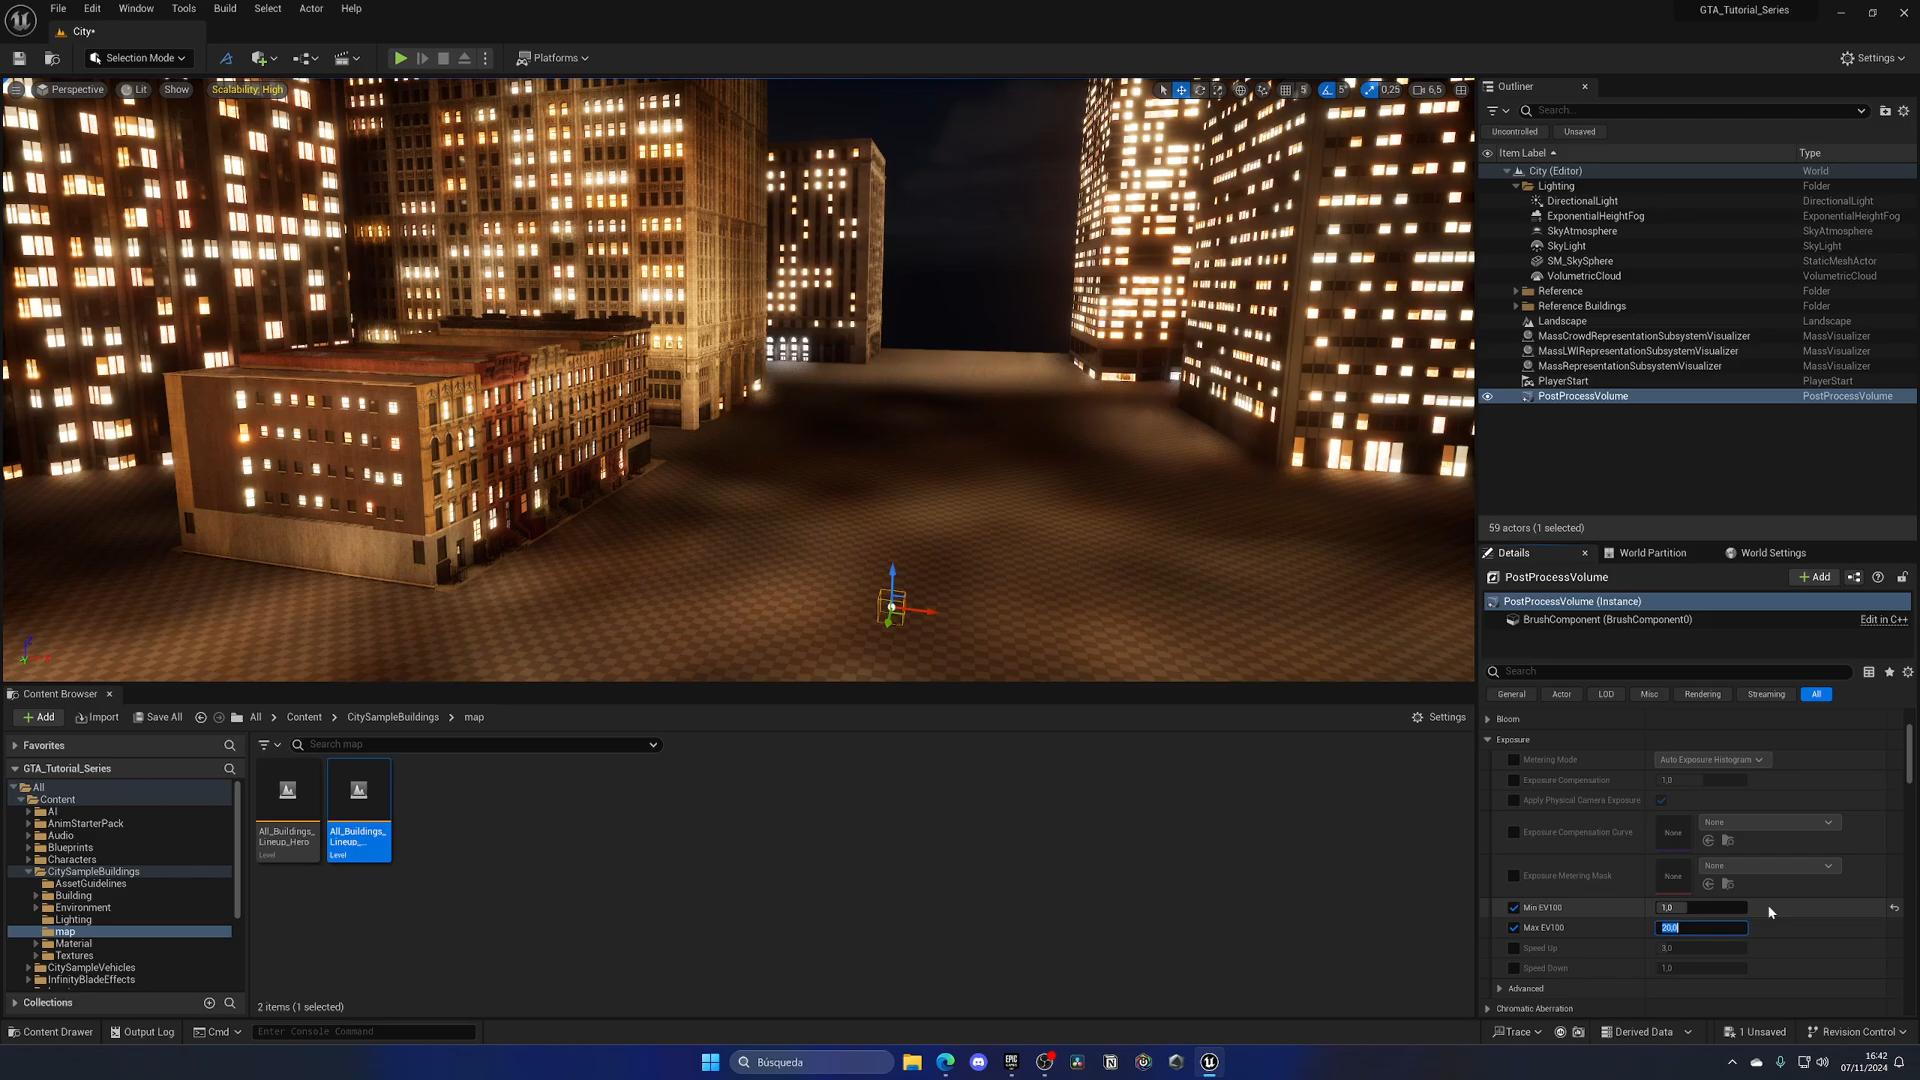 File Edit Window Tools Build Select Actor Help
GTA_Tutorial_Series
City*
Selection Mode
Platforms
Settings
Perspective Lit Show Scalability: High
5 5° 0,25 6,5
Outliner
Search...
Uncontrolled Unsaved
Item Label Type
City (Editor) World
Lighting Folder
DirectionalLight DirectionalLight
ExponentialHeightFog ExponentialHeightFog
SkyAtmosphere SkyAtmosphere
SkyLight SkyLight
SM_SkySphere StaticMeshActor
VolumetricCloud VolumetricCloud
Reference Folder
Reference Buildings Folder
Landscape Landscape
MassCrowdRepresentationSubsystemVisualizer MassVisualizer
MassLWIRepresentationSubsystemVisualizer MassVisualizer
MassRepresentationSubsystemVisualizer MassVisualizer
PlayerStart PlayerStart
PostProcessVolume PostProcessVolume
59 actors (1 selected)
Details World Partition World Settings
PostProcessVolume
Add
PostProcessVolume (Instance)
BrushComponent (BrushComponent0) Edit in C++
Search
General Actor LOD Misc Rendering Streaming All
Bloom
Exposure
Metering Mode Auto Exposure Histogram
Exposure Compensation 1,0
Apply Physical Camera Exposure
Exposure Compensation Curve None None
Exposure Metering Mask None None
Min EV100 1,0
Max EV100 20,0
Speed Up 3,0
Speed Down 1,0
Advanced
Chromatic Aberration
Content Browser
Add Import Save All All Content CitySampleBuildings map Settings
Favorites
Search map
GTA_Tutorial_Series
All
Content
AI
AnimStarterPack
Audio
Blueprints
Characters
CitySampleBuildings
AssetGuidelines
Building
Environment
Lighting
map
Material
Textures
CitySampleVehicles
InfinityBladeEffects
Collections
All_Buildings_
Lineup_Hero
Level
All_Buildings_
Lineup_...
Level
2 items (1 selected)
Content Drawer Output Log Cmd Enter Console Command
Trace Derived Data 1 Unsaved Revision Control
Búsqueda
EPIC
GAMES
16:42
07/11/2024